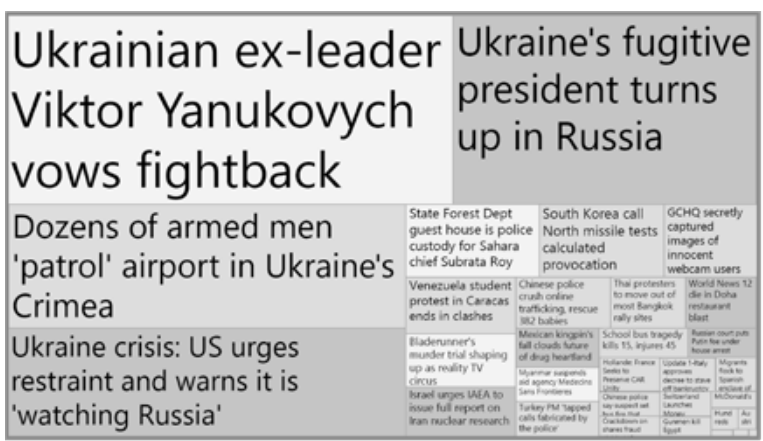 Ukrainian ex-leader
Viktor Yanukovych
vows fightback
Ukraine's fugitive
president turns
up in Russia
Dozens of armed men
'patrol' airport in Ukraine's
Crimea
Ukraine crisis: US urges
restraint and warns it is
'watching Russia'
State Forest Dept
guest house is police
custody for Sahara
chief Subrata Roy
South Korea call
North missile tests
calculated
provocation
GCHQ secretly
captured
images of
innocent
webcam users
Venezuela student
protest in Caracas
ends in clashes
Chinese police
crush online
trafficking, rescue
382 babies
Thai protesters
to move out of
most Bangkok
rally sites
World News 12
die in Doha
restaurant
blast
Bladerunner's
murder trial shaping
up as reality TV
circus
Israel urges IAEA to
issue full report on
Iran nuclear research
Mexican kingpin's
fall clouds future
of drug heartland
Myanmar suspends
aid agency Medecins
Sans Frontieres
Turkey PM 'tapped
calls fabricated by
the police'
School bus tragedy
kills 15, injures 45
Russian court puts
Putin foe under
house arrest
Hollande: France
Seeks to
Preserve CAR
Unity
Update 1-Italy
approves
decree to stave
off bankruptcy
Migrants
flock to
Spanish
enclave of
Chinese police
say suspect set
Crackdown on
shares fraud
Switzerland
Launches
Money
Gunmen kill
Egypt
McDonald's